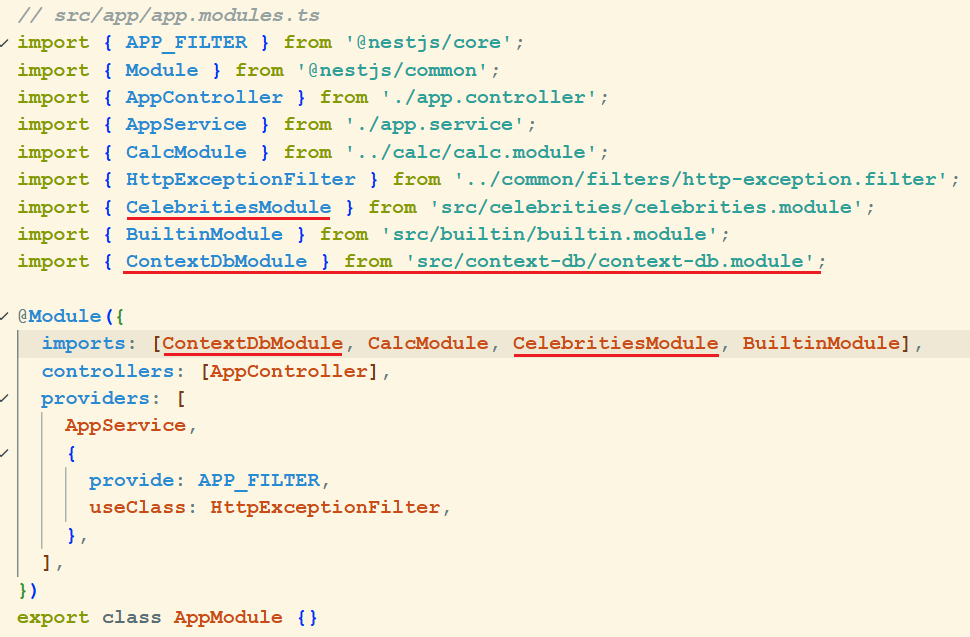 // src/app/app.modules.ts
import { APP_FILTER } from '@nestjs/core';
import { Module } from '@nestjs/common';
import { AppController } from './app.controller';
import { AppService } from './app.service';
import { CalcModule } from '../calc/calc.module';
import { HttpExceptionFilter } from '../common/filters/http-exception.filter';
import { CelebritiesModule } from 'src/celebrities/celebrities.module';
import { BuiltinModule } from 'src/builtin/builtin.module';
import { ContextDbModule } from 'src/context-db/context-db.module';

@Module({
  imports: [ContextDbModule, CalcModule, CelebritiesModule, BuiltinModule],
  controllers: [AppController],
  providers: [
    AppService,
    {
      provide: APP_FILTER,
      useClass: HttpExceptionFilter,
    },
  ],
})
export class AppModule {}